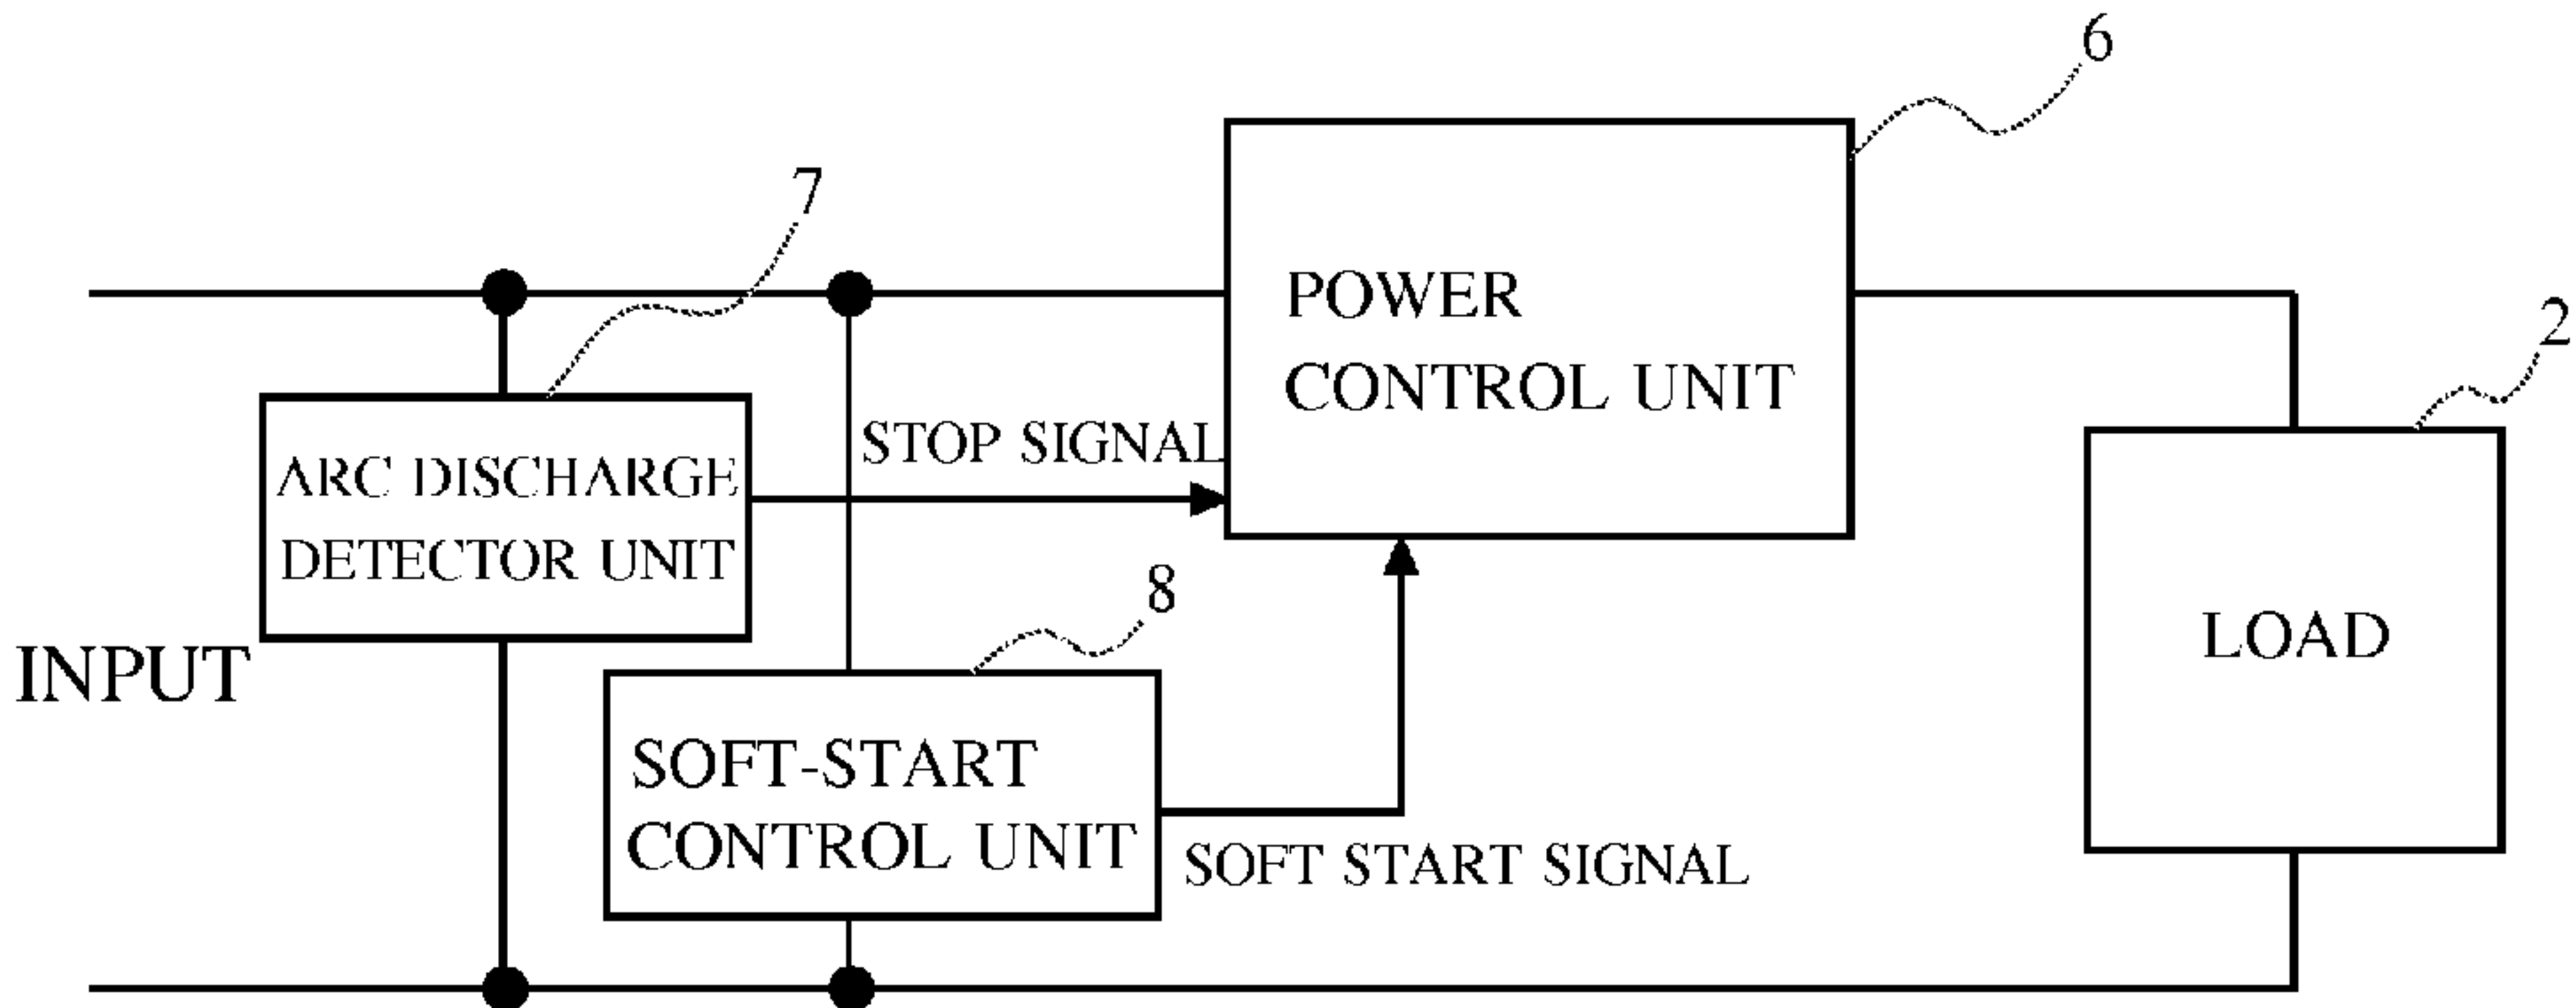 6
7
POWER
CONTROL UNIT
2
STOP SIGNAL
ARC DISCHARGE
DETECTOR UNIT
8
LOAD
INPUT
SOFT-START
CONTROL UNIT
SOFT START SIGNAL